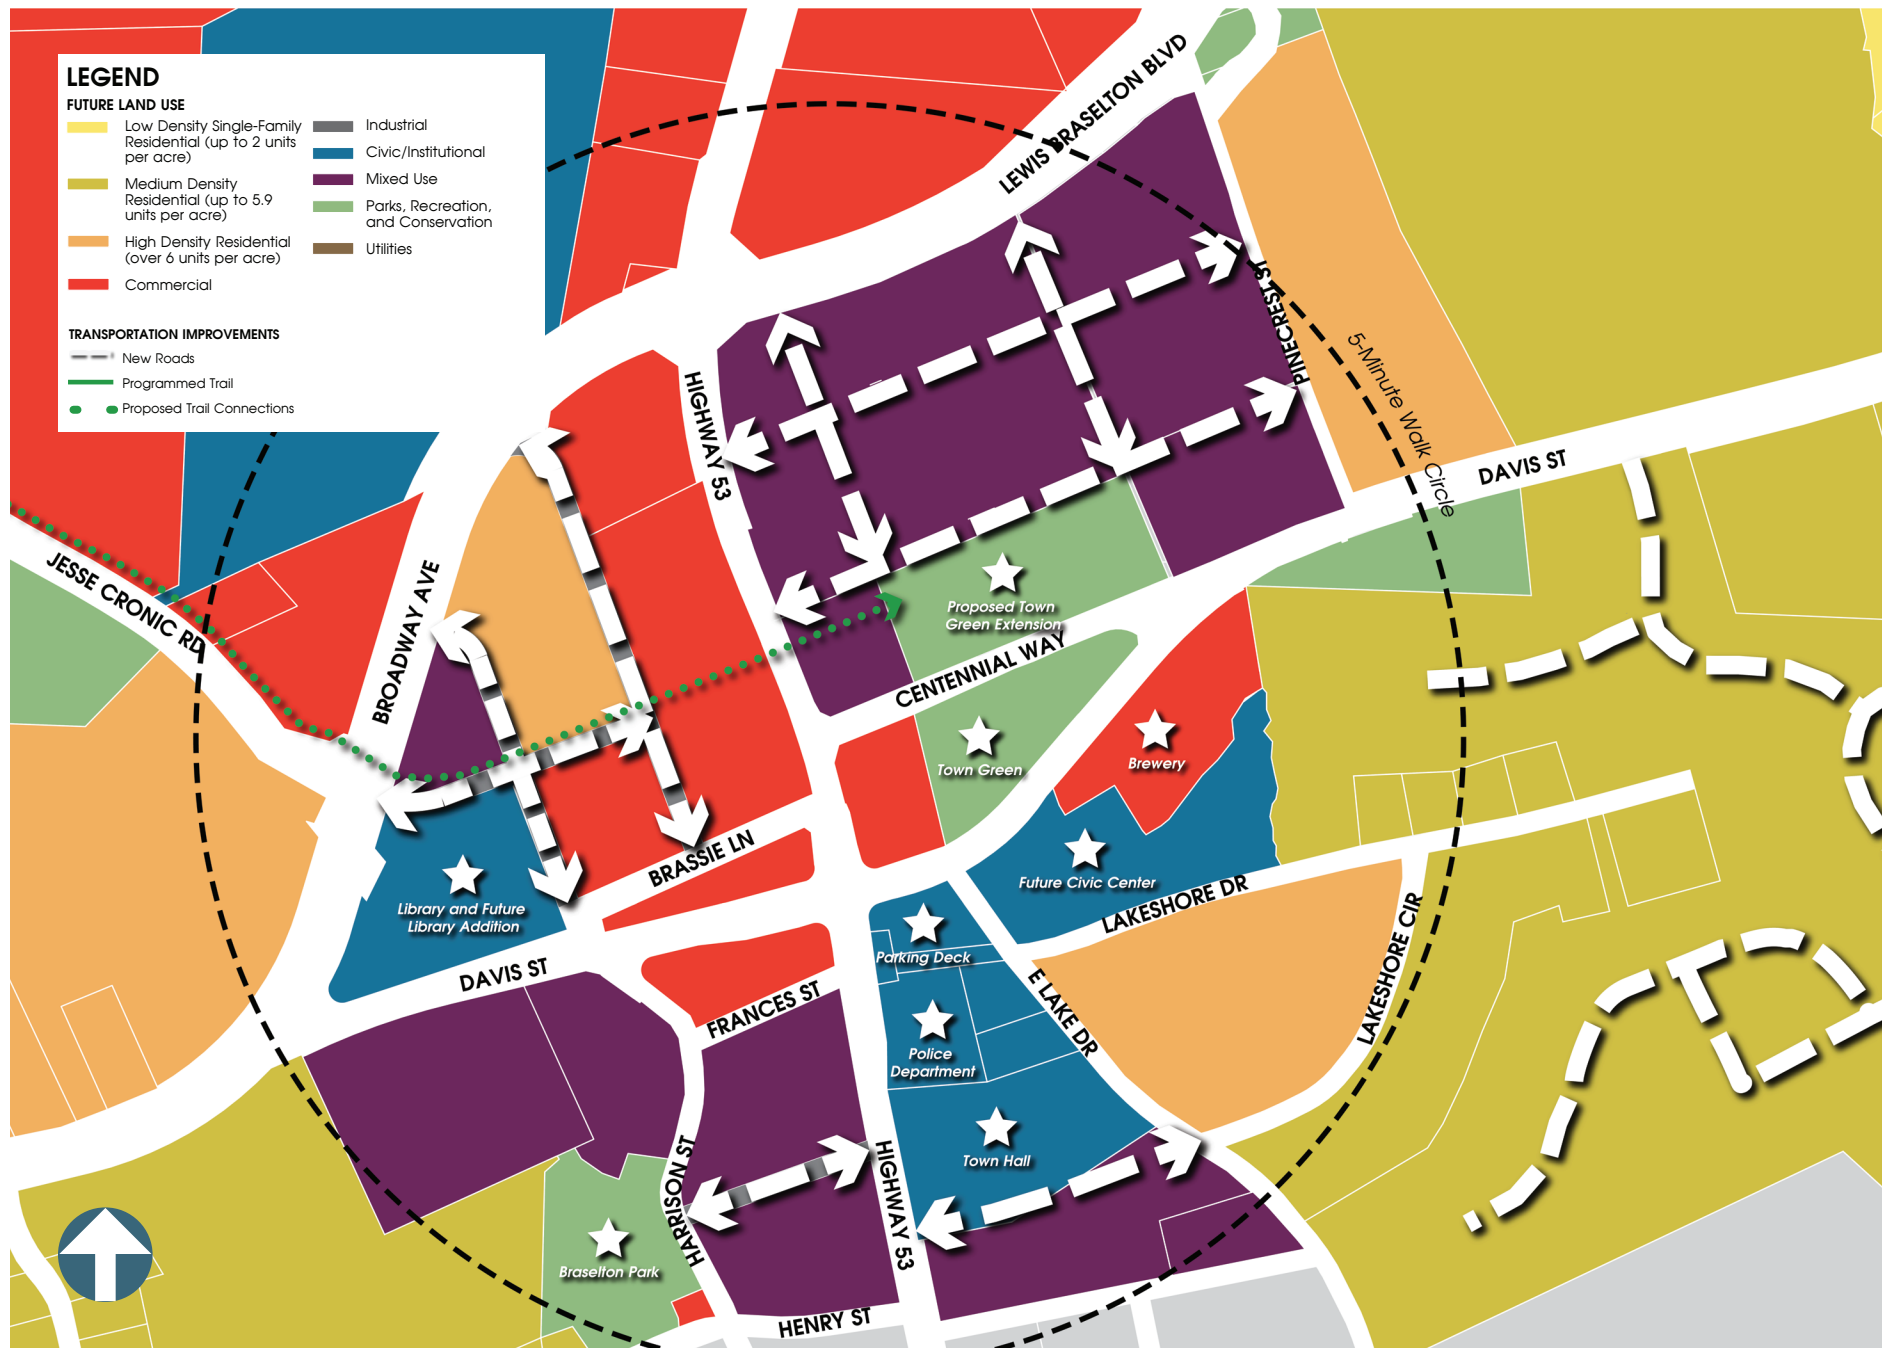 LEGEND
FUTURE LAND USE
Low Density Single-Family
Residential (up to 2 units
per acre)
Medium Density
Residential (up to 5.9
units per acre)
High Density Residential
(over 6 units per acre)
Commercial
Industrial
Civic/Institutional
Mixed Use
Parks, Recreation,
and Conservation
Utilities
TRANSPORTATION IMPROVEMENTS
New Roads
Programmed Trail
Proposed Trail Connections
LEWIS BRASELTON BLVD
PINECREST ST
5-Minute Walk Circle
HIGHWAY 53
DAVIS ST
JESSE CRONIC RD
BROADWAY AVE
Proposed Town
Green Extension
CENTENNIAL WAY
Town Green
Brewery
BRASSIE LN
Future Civic Center
LAKESHORE DR
LAKESHORE CIR
Library and Future
Library Addition
DAVIS ST
Parking Deck
FRANCES ST
E LAKE DR
Police
Department
Town Hall
HARRISON ST
HIGHWAY 53
Braselton Park
HENRY ST